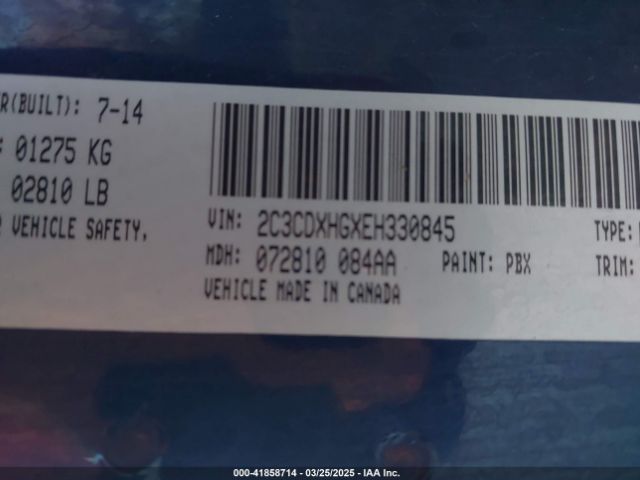 R(BUILT): 7-14
: 01275 KG
02810 LB
VEHICLE SAFETY.
VIN: 2C3CDXHGXEH330845
TYPE:
MDH: 072810 084AA
PAINT: PBX
TRIM:
VEHICLE MADE IN CANADA
000-41858714 / 03/25/2025 - IAA Inc.